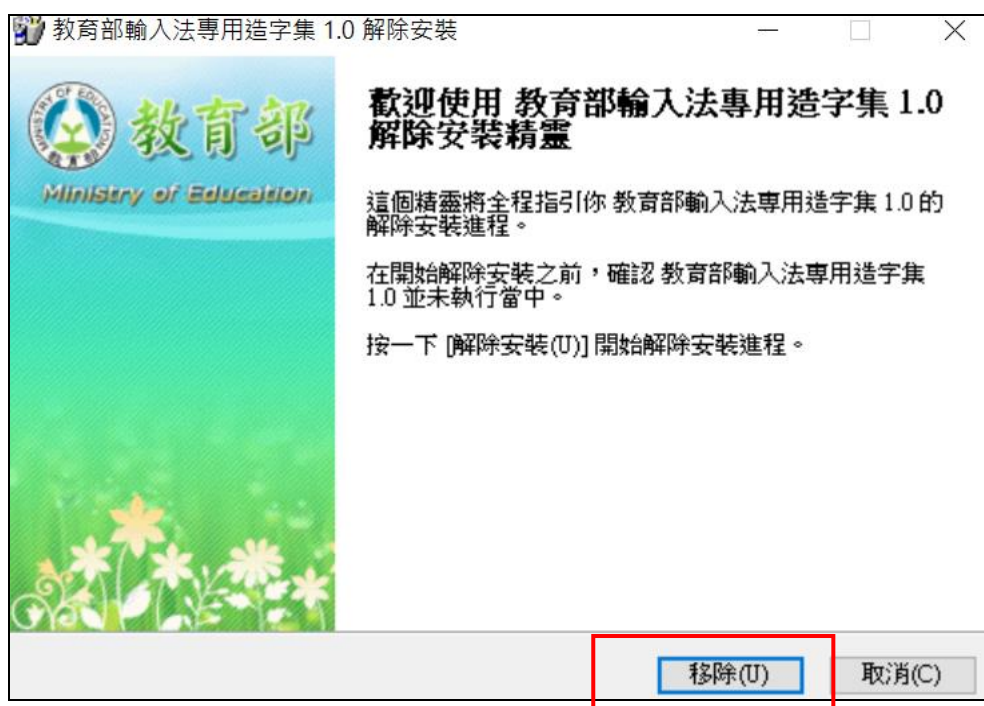 教育部輸入法專用造字集 1.0 解除安裝
MINISTRY OF EDUCATION
教育部
教育部
Ministry of Education
歡迎使用 教育部輸入法專用造字集 1.0
解除安裝精靈
這個精靈將全程指引你 教育部輸入法專用造字集 1.0 的
解除安裝進程。
在開始解除安裝之前，確認 教育部輸入法專用造字集
1.0 並未執行當中。
按一下 [解除安裝(U)] 開始解除安裝進程。
移除(U)
取消(C)